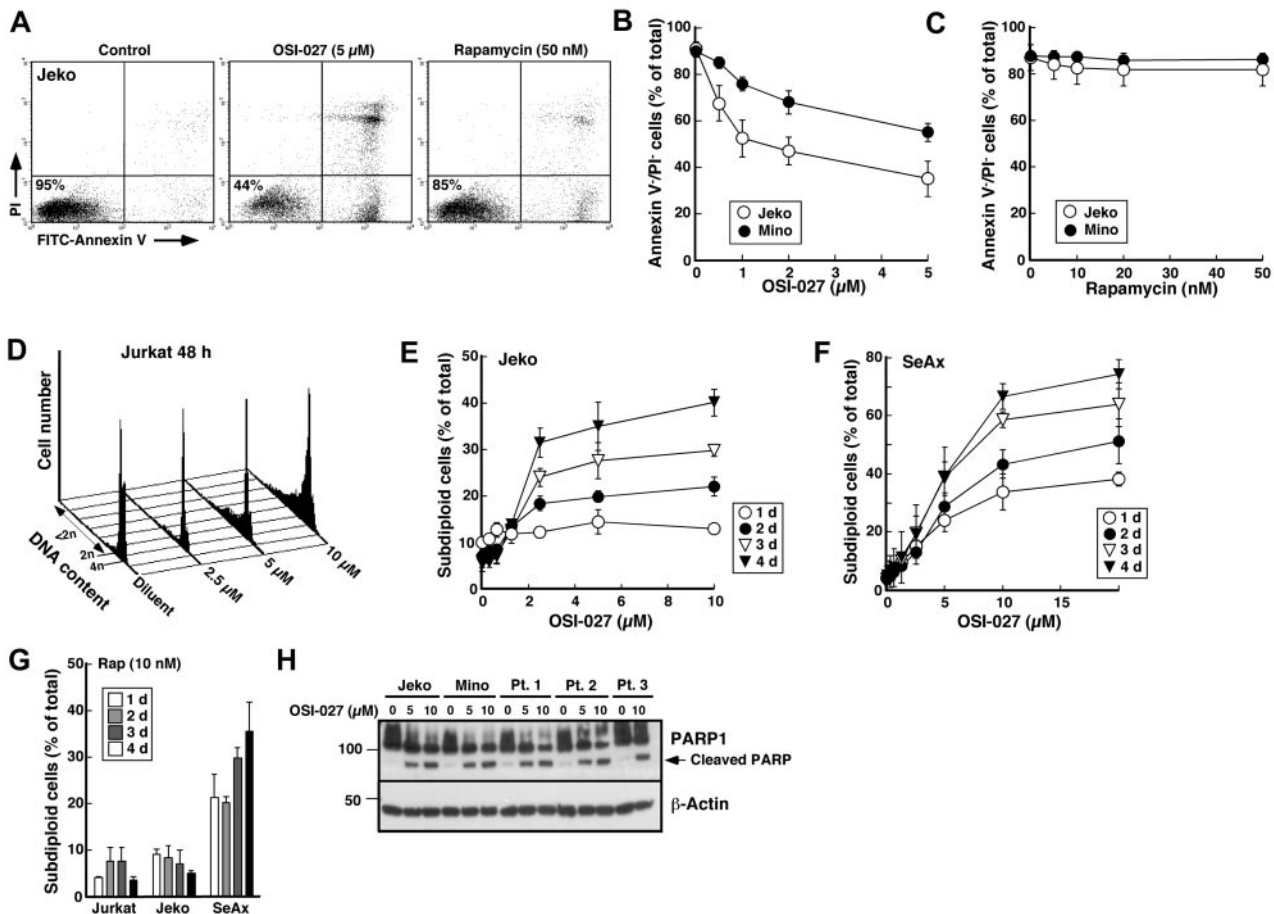 A
Control
OSI-027 (5 µM)
Rapamycin (50 nM)
Jeko
95%
44%
85%
PI
FITC-Annexin V
B
Annexin V-/PI- cells (% of total)
100
80
60
40
20
0
Jeko
Mino
0 1 2 3 4 5
OSI-027 (µM)
C
Annexin V-/PI- cells (% of total)
100
80
60
40
20
0
Jeko
Mino
0 10 20 30 40 50
Rapamycin (nM)
D
Jurkat 48 h
Cell number
<2n
2n
4n
DNA content
Diluent
2.5 µM
5 µM
10 µM
E
Jeko
Subdiploid cells (% of total)
50
40
30
20
10
0
1 d
2 d
3 d
4 d
0 2 4 6 8 10
OSI-027 (µM)
F
SeAx
Subdiploid cells (% of total)
80
60
40
20
0
1 d
2 d
3 d
4 d
0 5 10 15
OSI-027 (µM)
G
Rap (10 nM)
Subdiploid cells (% of total)
50
40
30
20
10
0
1 d
2 d
3 d
4 d
Jurkat Jeko SeAx
H
Jeko Mino Pt. 1 Pt. 2 Pt. 3
OSI-027 (µM) 0 5 10 0 5 10 0 5 10 0 5 10 0 10
PARP1
100
Cleaved PARP
50
β-Actin